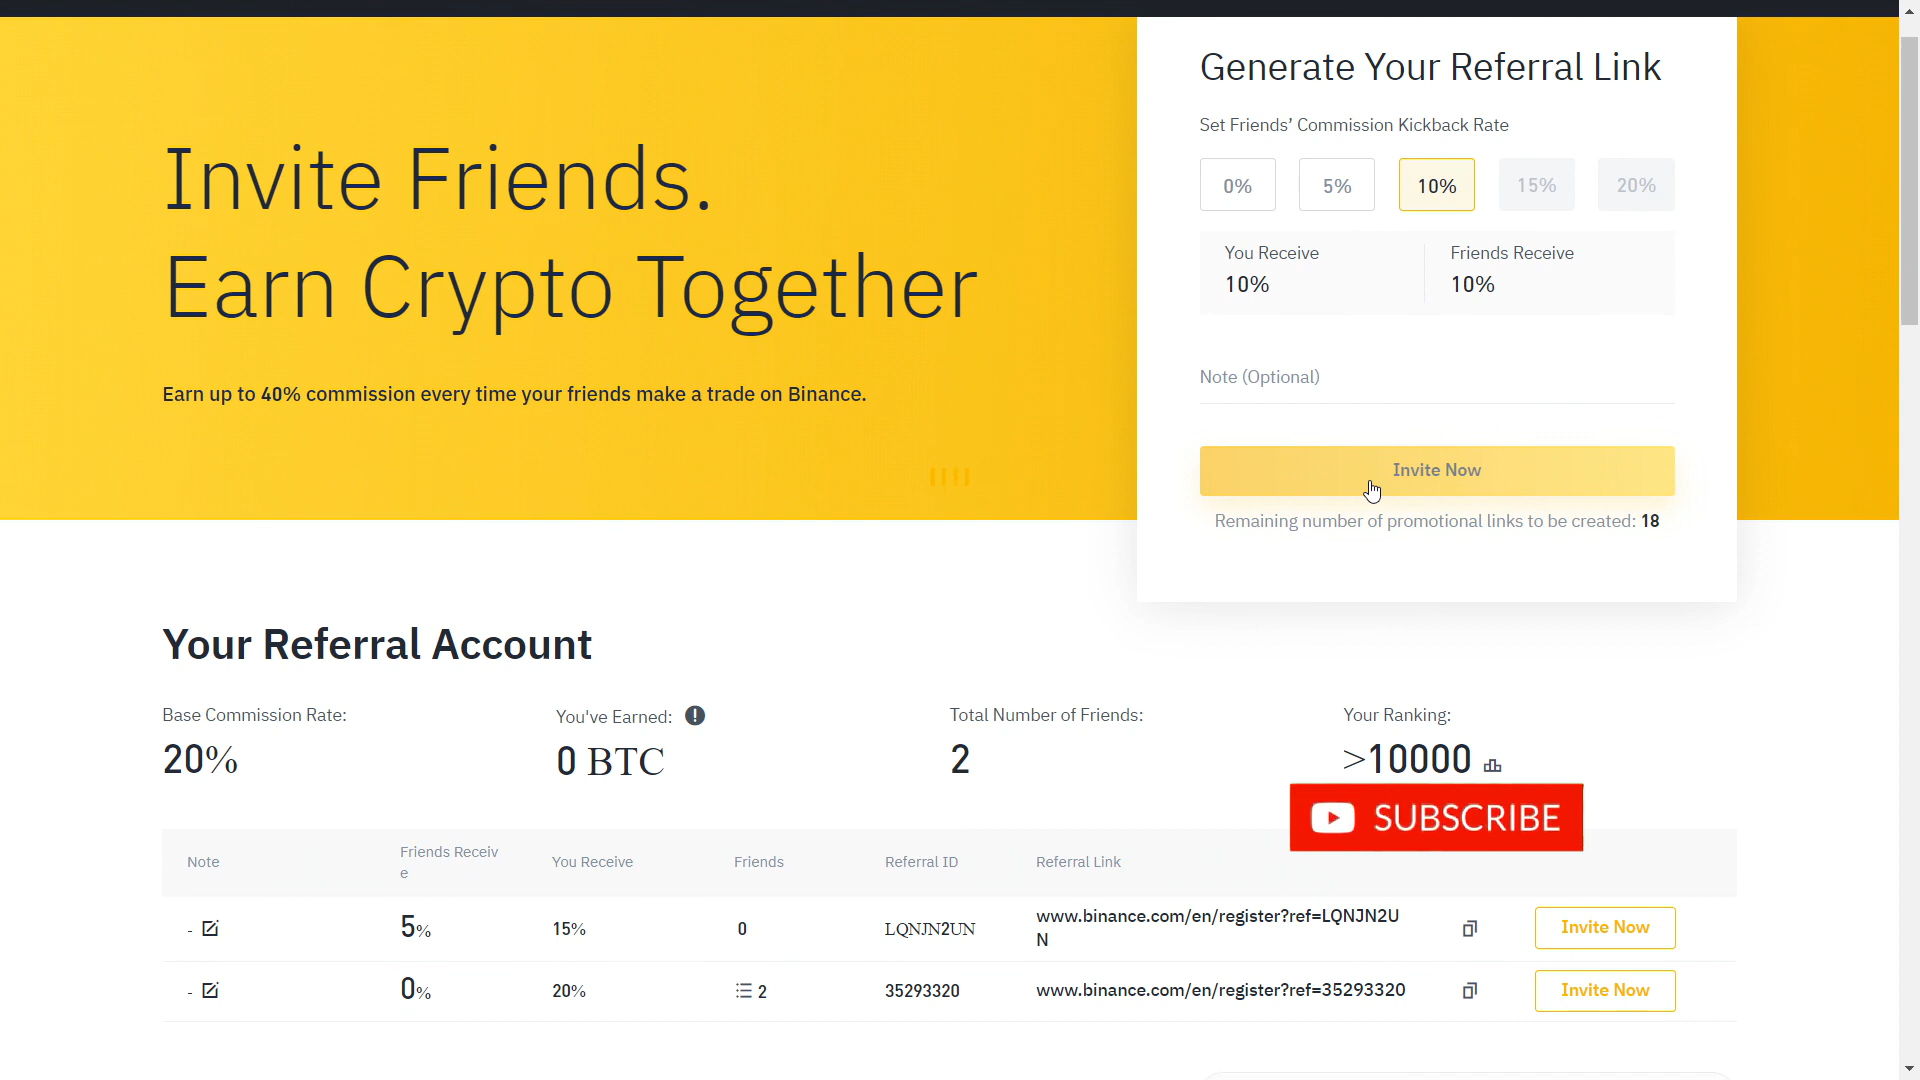 Invite Friends.
Earn Crypto Together
Earn up to 40% commission every time your friends make a trade on Binance.
Generate Your Referral Link
Set Friends’ Commission Kickback Rate
0% 5% 10% 15% 20%
You Receive Friends Receive
10% 10%
Note (Optional)
Invite Now
Remaining number of promotional links to be created: 18
Your Referral Account
Base Commission Rate: You've Earned: Total Number of Friends: Your Ranking:
20% 0 BTC 2 >10000
SUBSCRIBE
Note Friends Receiv You Receive Friends Referral ID Referral Link
e
- 5% 15% 0 LQNJN2UN www.binance.com/en/register?ref=LQNJN2U Invite Now
N
- 0% 20% 2 35293320 www.binance.com/en/register?ref=35293320 Invite Now